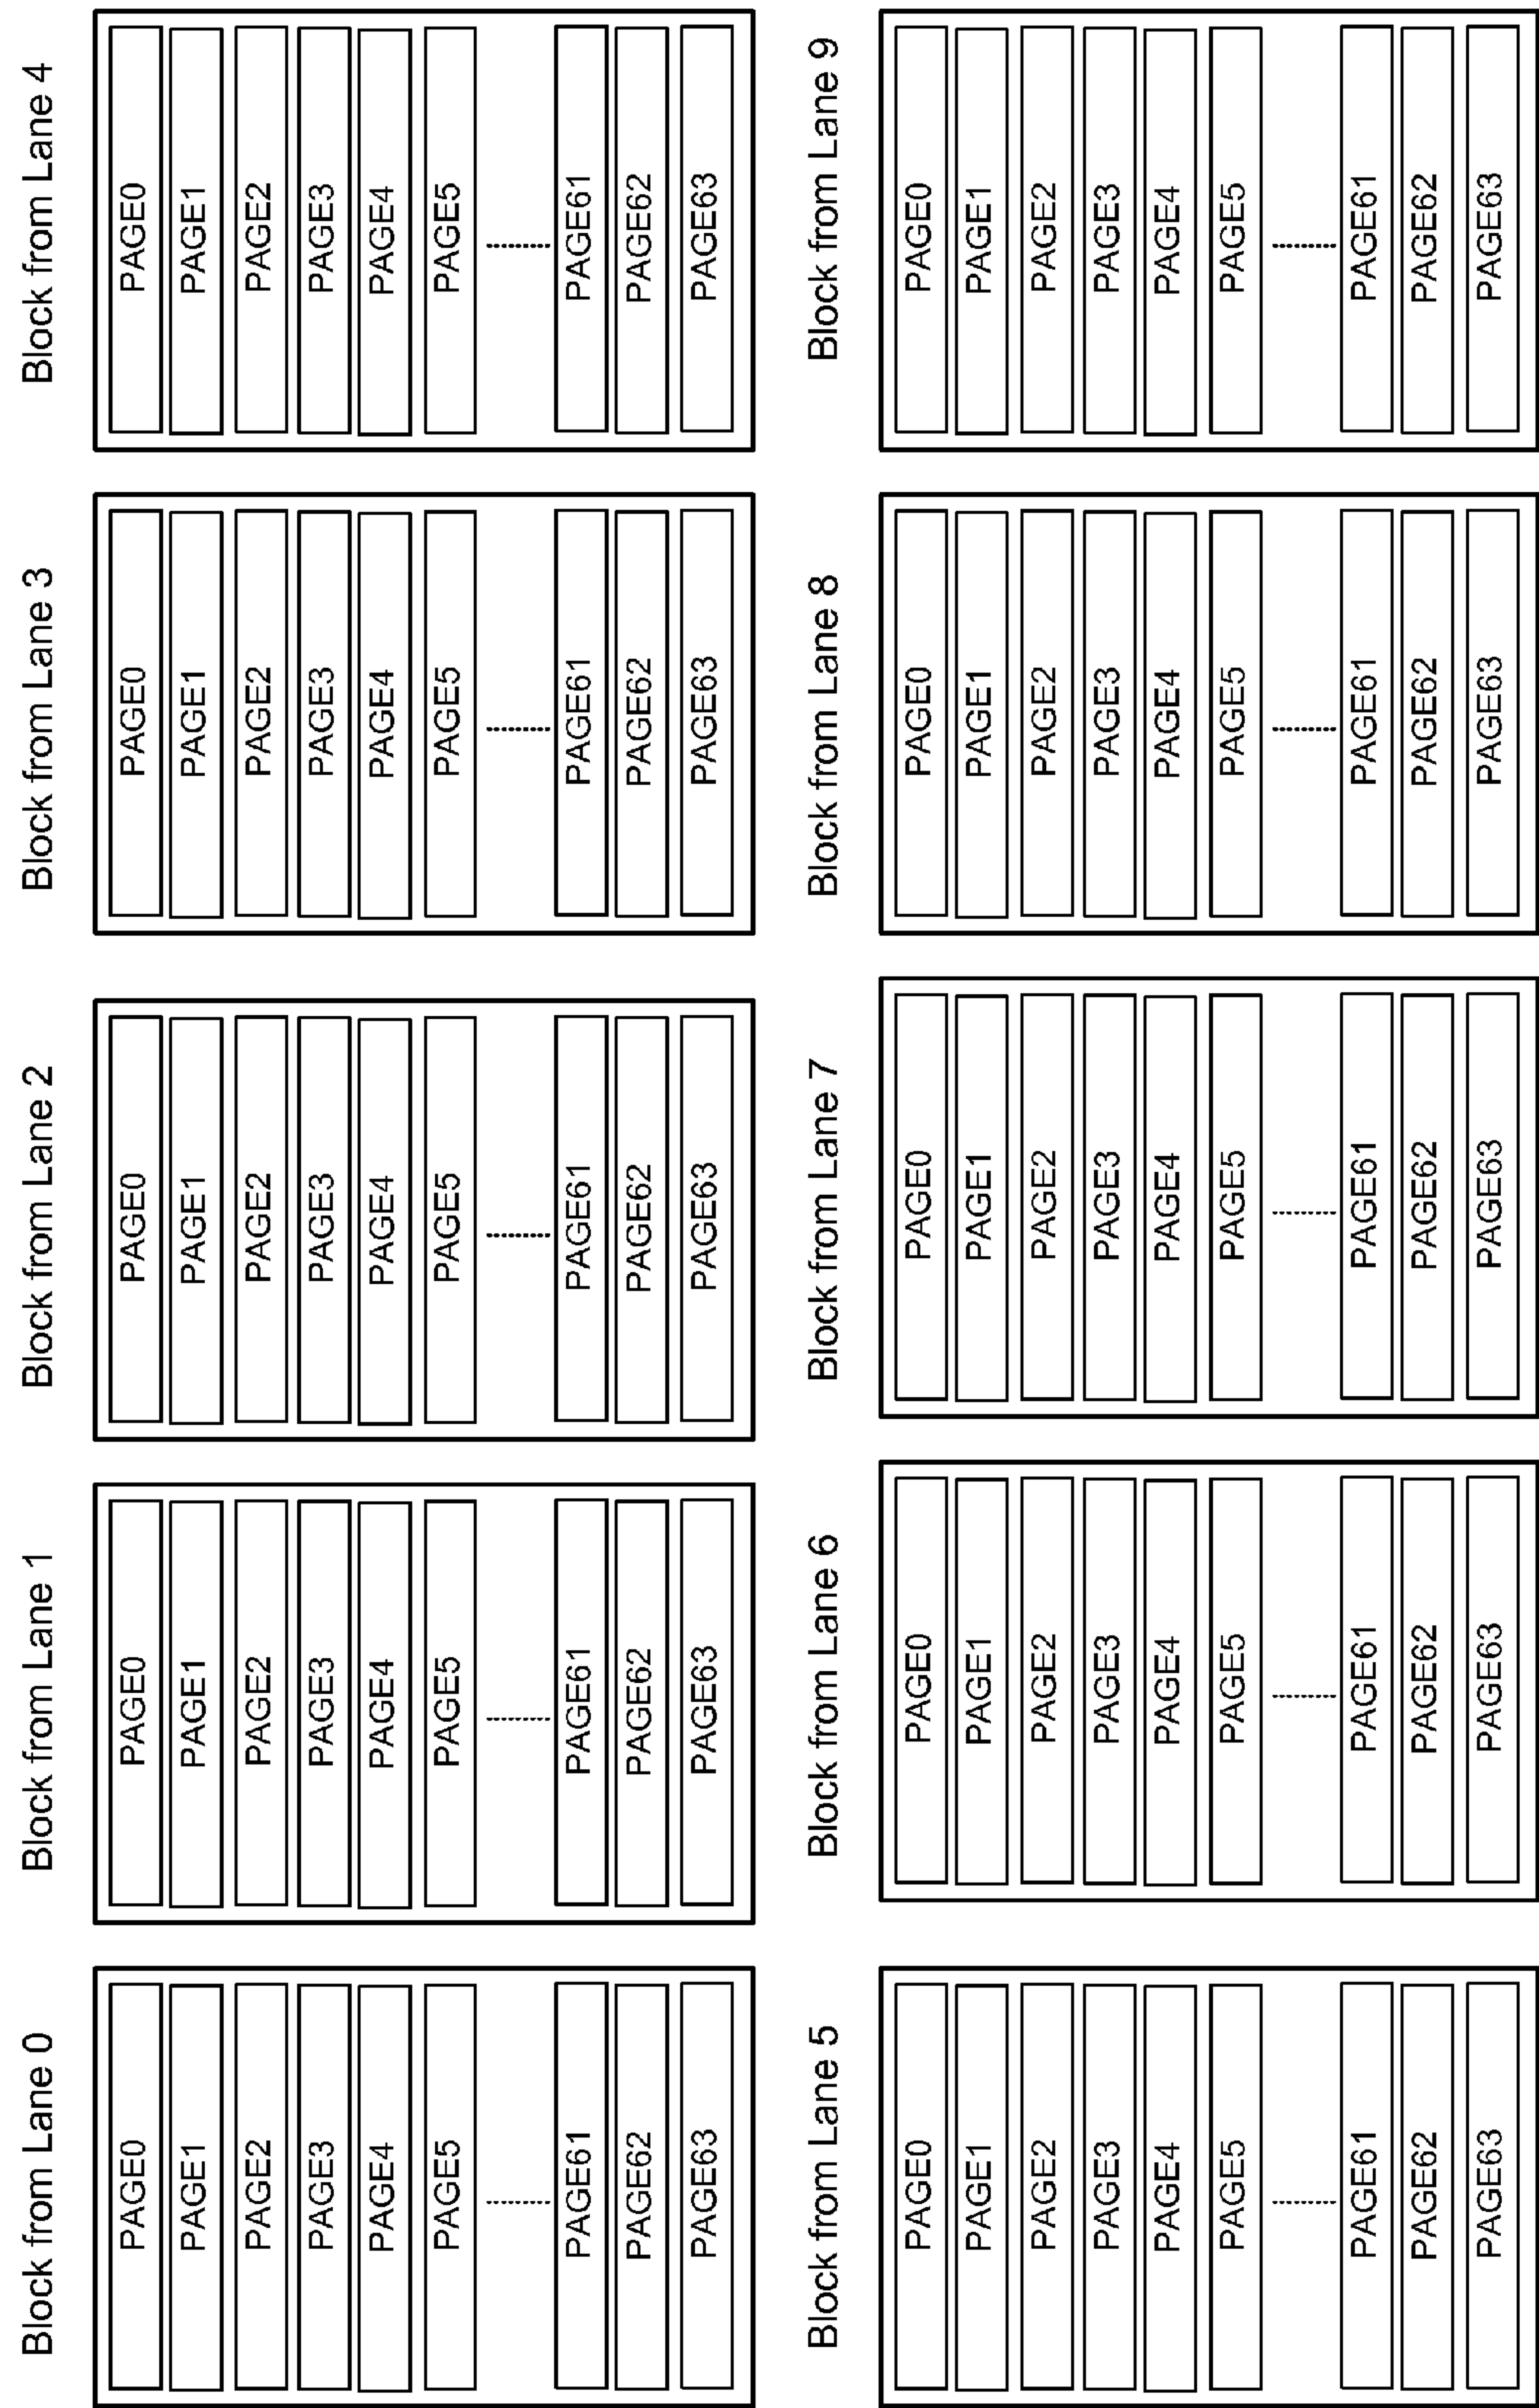 Block from Lane 0
PAGE0
PAGE1
PAGE2
PAGE3
PAGE4
PAGE5
PAGE61
PAGE62
PAGE63
Block from Lane 1
PAGE0
PAGE1
PAGE2
PAGE3
PAGE4
PAGE5
PAGE61
PAGE62
PAGE63
Block from Lane 2
PAGE0
PAGE1
PAGE2
PAGE3
PAGE4
PAGE5
PAGE61
PAGE62
PAGE63
Block from Lane 3
PAGE0
PAGE1
PAGE2
PAGE3
PAGE4
PAGE5
PAGE61
PAGE62
PAGE63
Block from Lane 4
PAGE0
PAGE1
PAGE2
PAGE3
PAGE4
PAGE5
PAGE61
PAGE62
PAGE63
Block from Lane 5
PAGE0
PAGE1
PAGE2
PAGE3
PAGE4
PAGE5
PAGE61
PAGE62
PAGE63
Block from Lane 6
PAGE0
PAGE1
PAGE2
PAGE3
PAGE4
PAGE5
PAGE61
PAGE62
PAGE63
Block from Lane 7
PAGE0
PAGE1
PAGE2
PAGE3
PAGE4
PAGE5
PAGE61
PAGE62
PAGE63
Block from Lane 8
PAGE0
PAGE1
PAGE2
PAGE3
PAGE4
PAGE5
PAGE61
PAGE62
PAGE63
Block from Lane 9
PAGE0
PAGE1
PAGE2
PAGE3
PAGE4
PAGE5
PAGE61
PAGE62
PAGE63